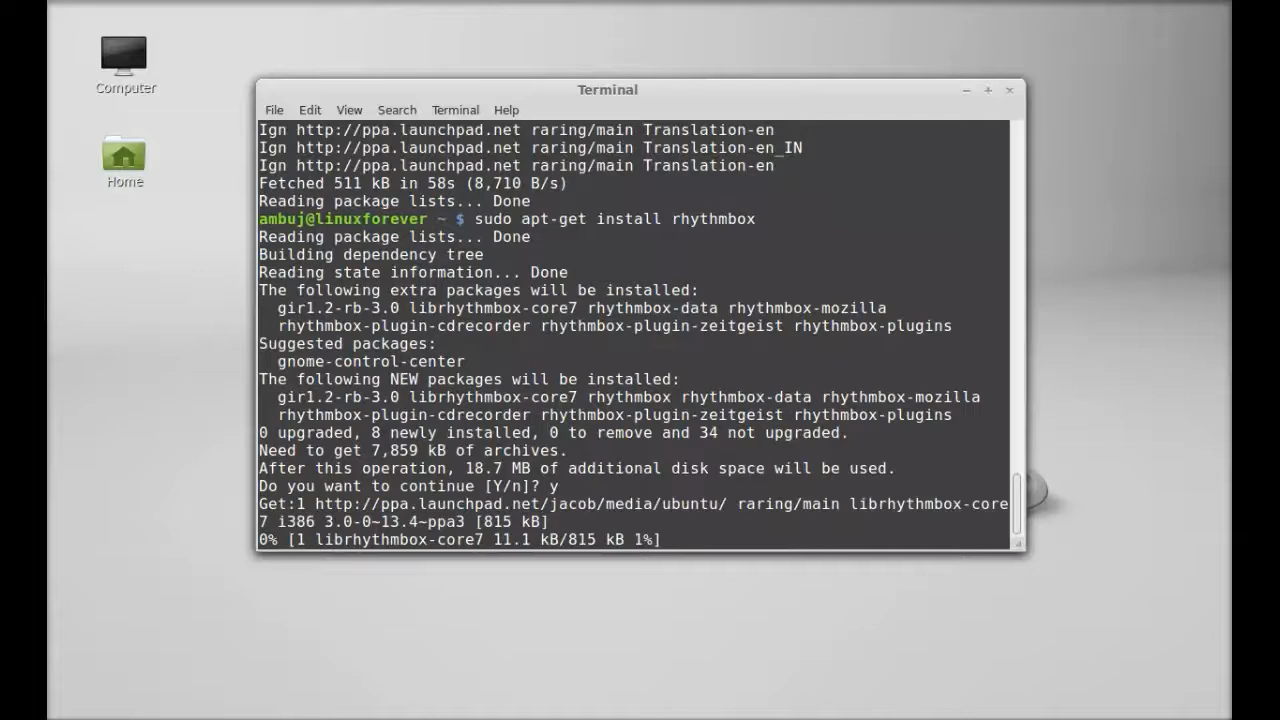 Computer
Home
Terminal
File Edit View Search Terminal Help
Ign http://ppa.launchpad.net raring/main Translation-en
Ign http://ppa.launchpad.net raring/main Translation-en_IN
Ign http://ppa.launchpad.net raring/main Translation-en
Fetched 511 kB in 58s (8,710 B/s)
Reading package lists... Done
ambuj@linuxforever ~ $ sudo apt-get install rhythmbox
Reading package lists... Done
Building dependency tree
Reading state information... Done
The following extra packages will be installed:
  gir1.2-rb-3.0 librhythmbox-core7 rhythmbox-data rhythmbox-mozilla
  rhythmbox-plugin-cdrecorder rhythmbox-plugin-zeitgeist rhythmbox-plugins
Suggested packages:
  gnome-control-center
The following NEW packages will be installed:
  gir1.2-rb-3.0 librhythmbox-core7 rhythmbox rhythmbox-data rhythmbox-mozilla
  rhythmbox-plugin-cdrecorder rhythmbox-plugin-zeitgeist rhythmbox-plugins
0 upgraded, 8 newly installed, 0 to remove and 34 not upgraded.
Need to get 7,859 kB of archives.
After this operation, 18.7 MB of additional disk space will be used.
Do you want to continue [Y/n]? y
Get:1 http://ppa.launchpad.net/jacob/media/ubuntu/ raring/main librhythmbox-core
7 i386 3.0-0~13.4~ppa3 [815 kB]
0% [1 librhythmbox-core7 11.1 kB/815 kB 1%]